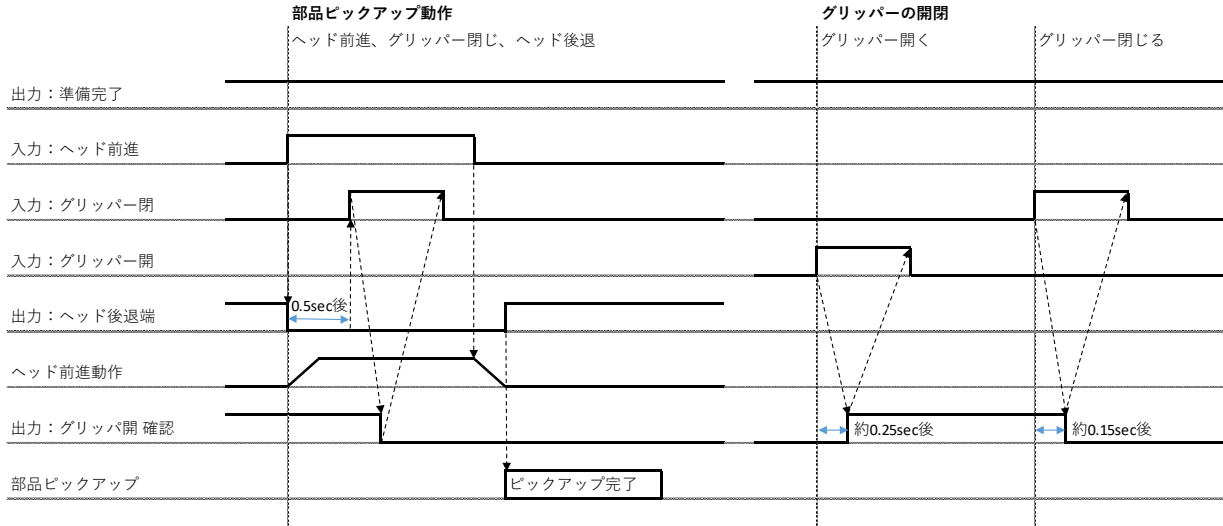 部品ピックアップ動作
グリッパーの開閉
ヘッド前進、グリッパー閉じ、ヘッド後退
グリッパー開く
グリッパー閉じる
出力：準備完了
入力：ヘッド前進
入力：グリッパー閉
入力：グリッパー開
0.5sec後
出力：ヘッド後退端
ヘッド前進動作
出力：グリッパ開 確認
約0.25sec後
約0.15sec後
部品ピックアップ
ピックアップ完了